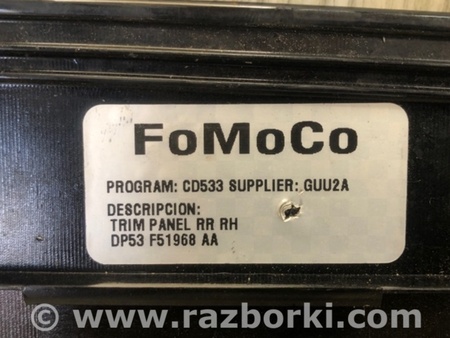 FoMoCo
PROGRAM: CD533 SUPPLIER: GUU2A
DESCRIPCION:
TRIM PANEL RR RH
DP53 F51968 AA
www.razborki.com